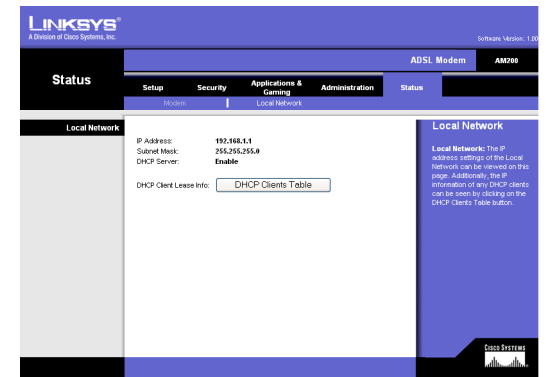 LINKSYS®
A Division of Cisco Systems, Inc.
Software Version: 1.00
ADSL Modem AM200
Status
Setup Security Applications & Gaming Administration Status
Modem Local Network
Local Network
IP Address: 192.168.1.1
Subnet Mask: 255.255.255.0
DHCP Server: Enable
DHCP Client Lease Info: DHCP Clients Table
Local Network
Local Network: The IP
address settings of the Local
Network can be viewed on this
page. Additionally, the IP
information of any DHCP clients
can be seen by clicking on the
DHCP Clients Table button.
CISCO SYSTEMS